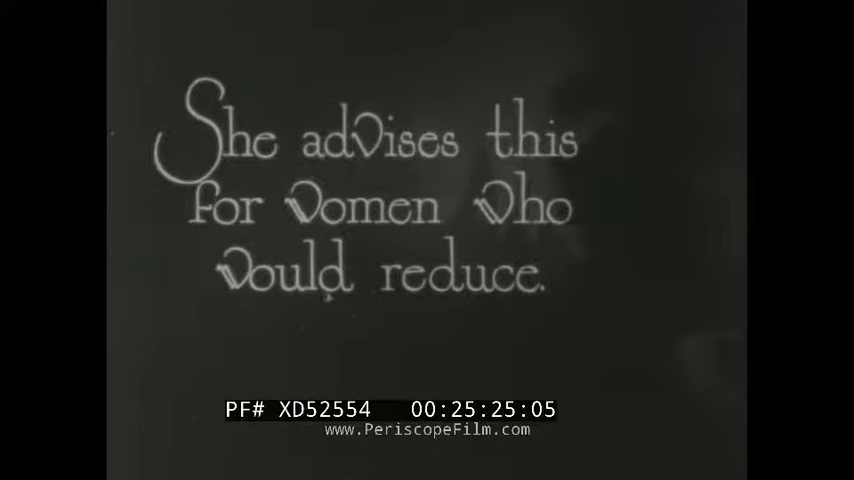 She advises this
for women who
would reduce.
PF# XD52554 00:25:25:05
www.PeriscopeFilm.com